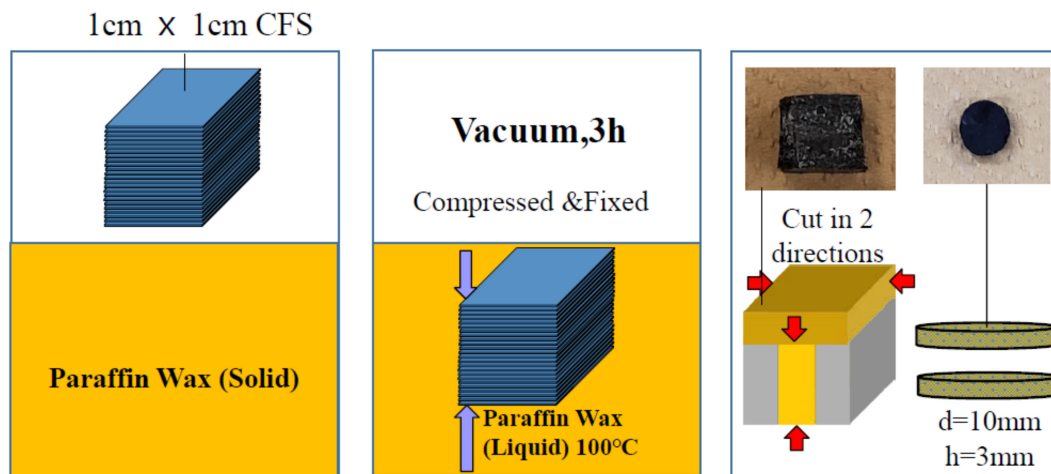 1cm x 1cm CFS
Paraffin Wax (Solid)
Vacuum,3h
Compressed &Fixed
Paraffin Wax
(Liquid) 100°C
Cut in 2
directions
d=10mm
h=3mm